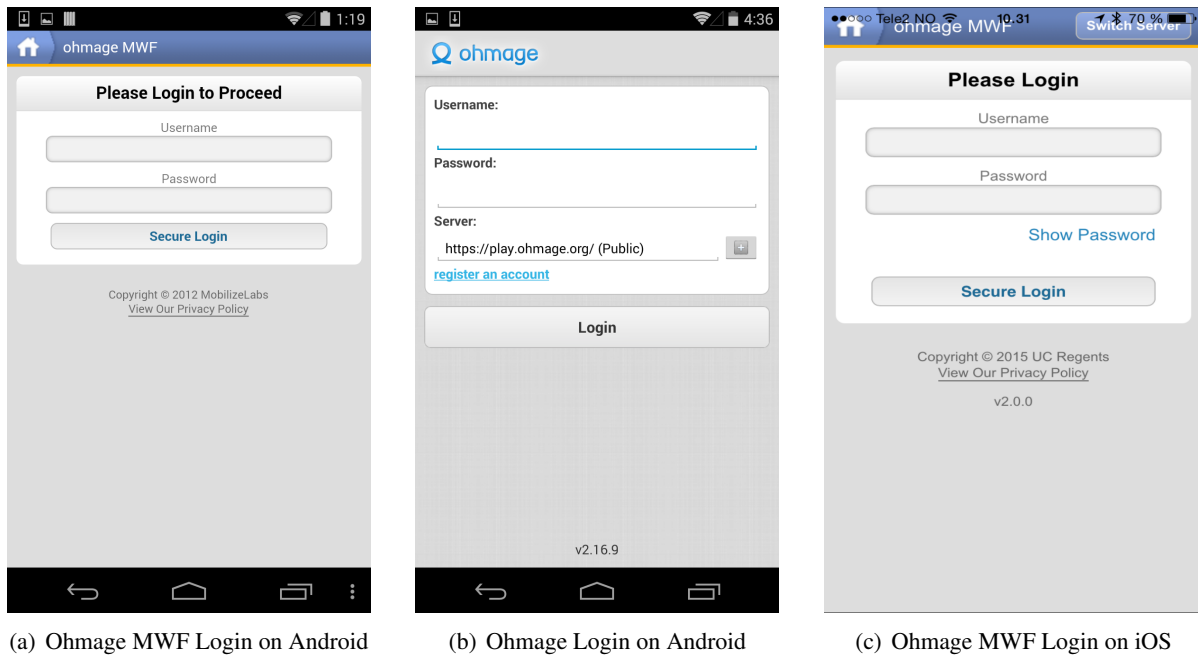 1:19
ohmage MWF
Please Login to Proceed
Username
Password
Secure Login
Copyright © 2012 MobilizeLabs
View Our Privacy Policy
(a) Ohmage MWF Login on Android
4:36
ohmage
Username:
Password:
Server:
https://play.ohmage.org/ (Public)
+
register an account
Login
v2.16.9
(b) Ohmage Login on Android
Tele2 NO 10.31 70 %
ohmage MWF Switch Server
Please Login
Username
Password
Show Password
Secure Login
Copyright © 2015 UC Regents
View Our Privacy Policy
v2.0.0
(c) Ohmage MWF Login on iOS